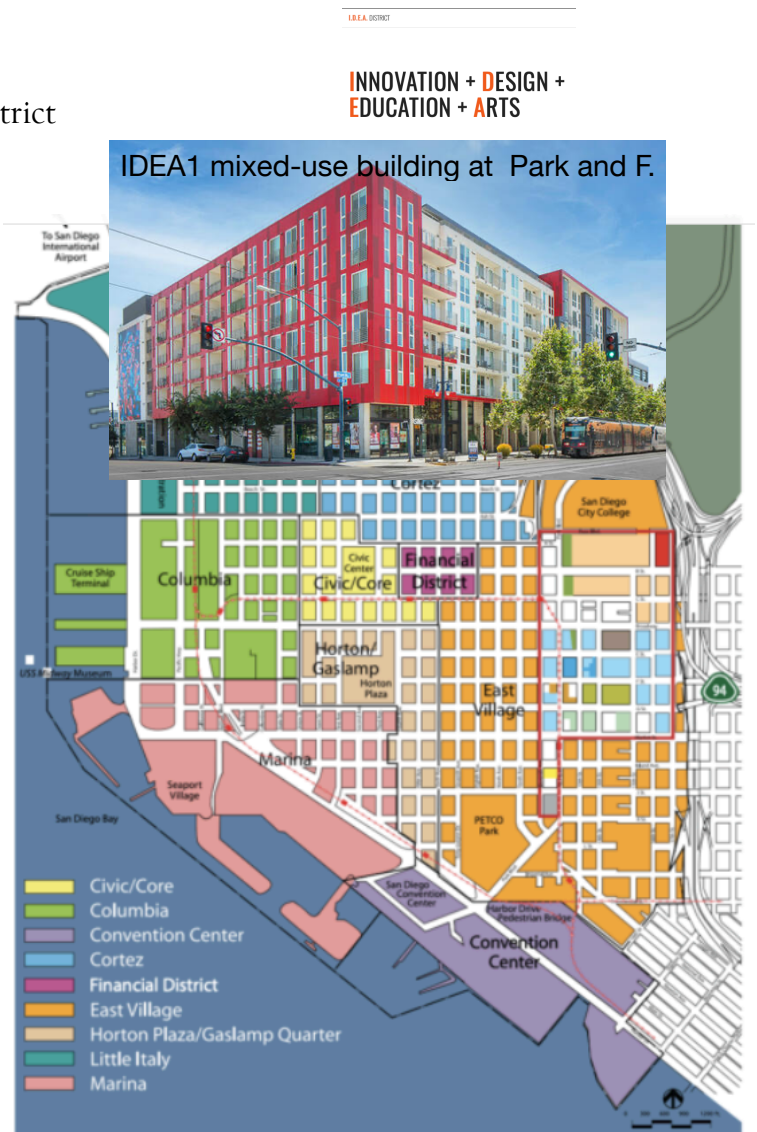 I.D.E.A. DISTRICT
INNOVATION + DESIGN +
EDUCATION + ARTS
trict
IDEA1 mixed-use building at Park and F.
To San Diego
International
Airport
Cortez
San Diego
City College
Cruise Ship
Terminal
Columbia
Civic
Center
Civic/Core
Financial
District
Horton/
Gaslamp
Horton
Plaza
USS Midway Museum
East
Village
94
Marina
Seaport
Village
San Diego Bay
PETCO
Park
San Diego
Convention
Center
Harbor Drive
Pedestrian Bridge
Convention
Center
Civic/Core
Columbia
Convention Center
Cortez
Financial District
East Village
Horton Plaza/Gaslamp Quarter
Little Italy
Marina